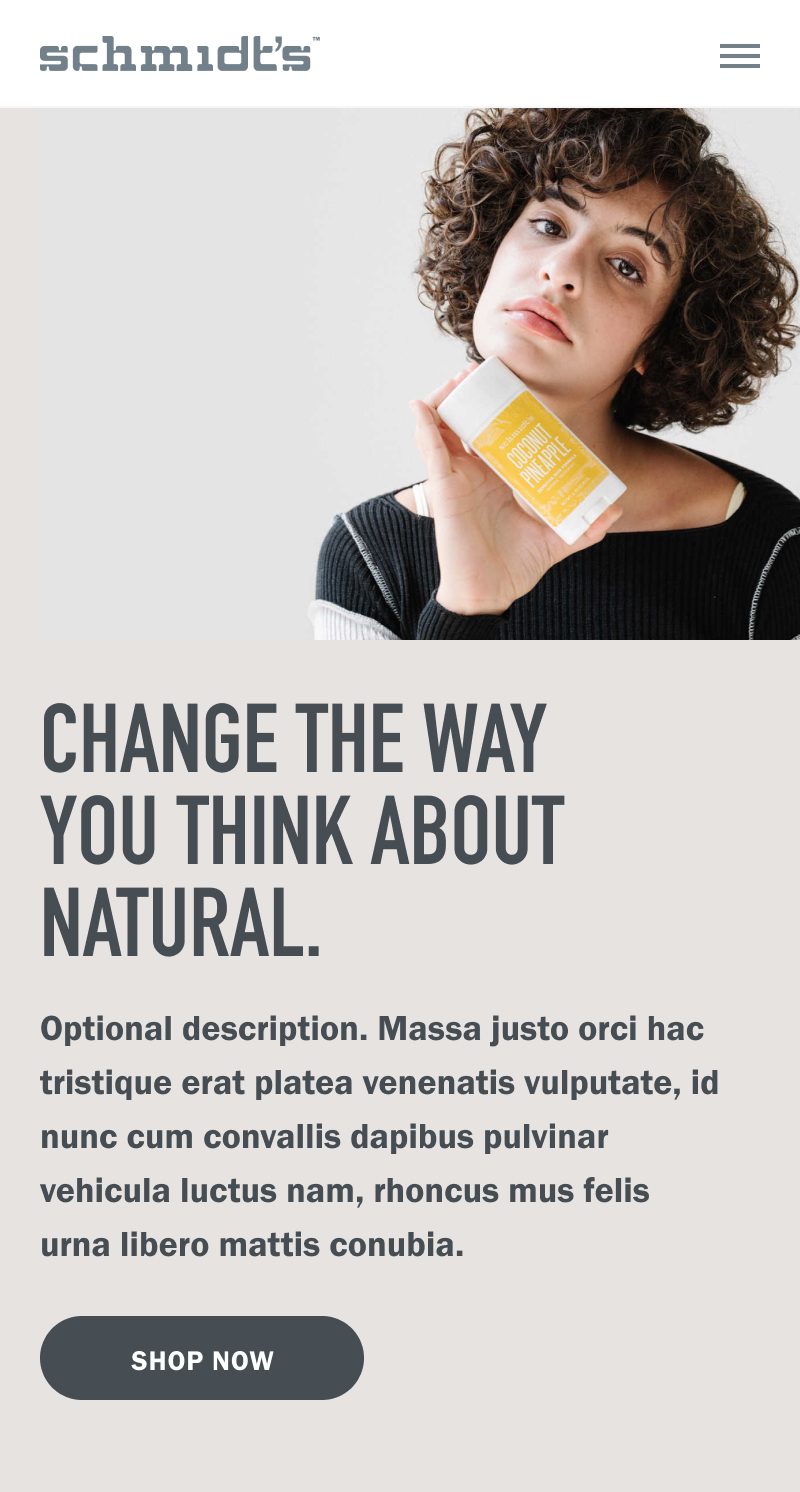 schmidt's™
schmidt's
COCONUT
PINEAPPLE
CHANGE THE WAY
YOU THINK ABOUT
NATURAL.
Optional description. Massa justo orci hac
tristique erat platea venenatis vulputate, id
nunc cum convallis dapibus pulvinar
vehicula luctus nam, rhoncus mus felis
urna libero mattis conubia.
SHOP NOW